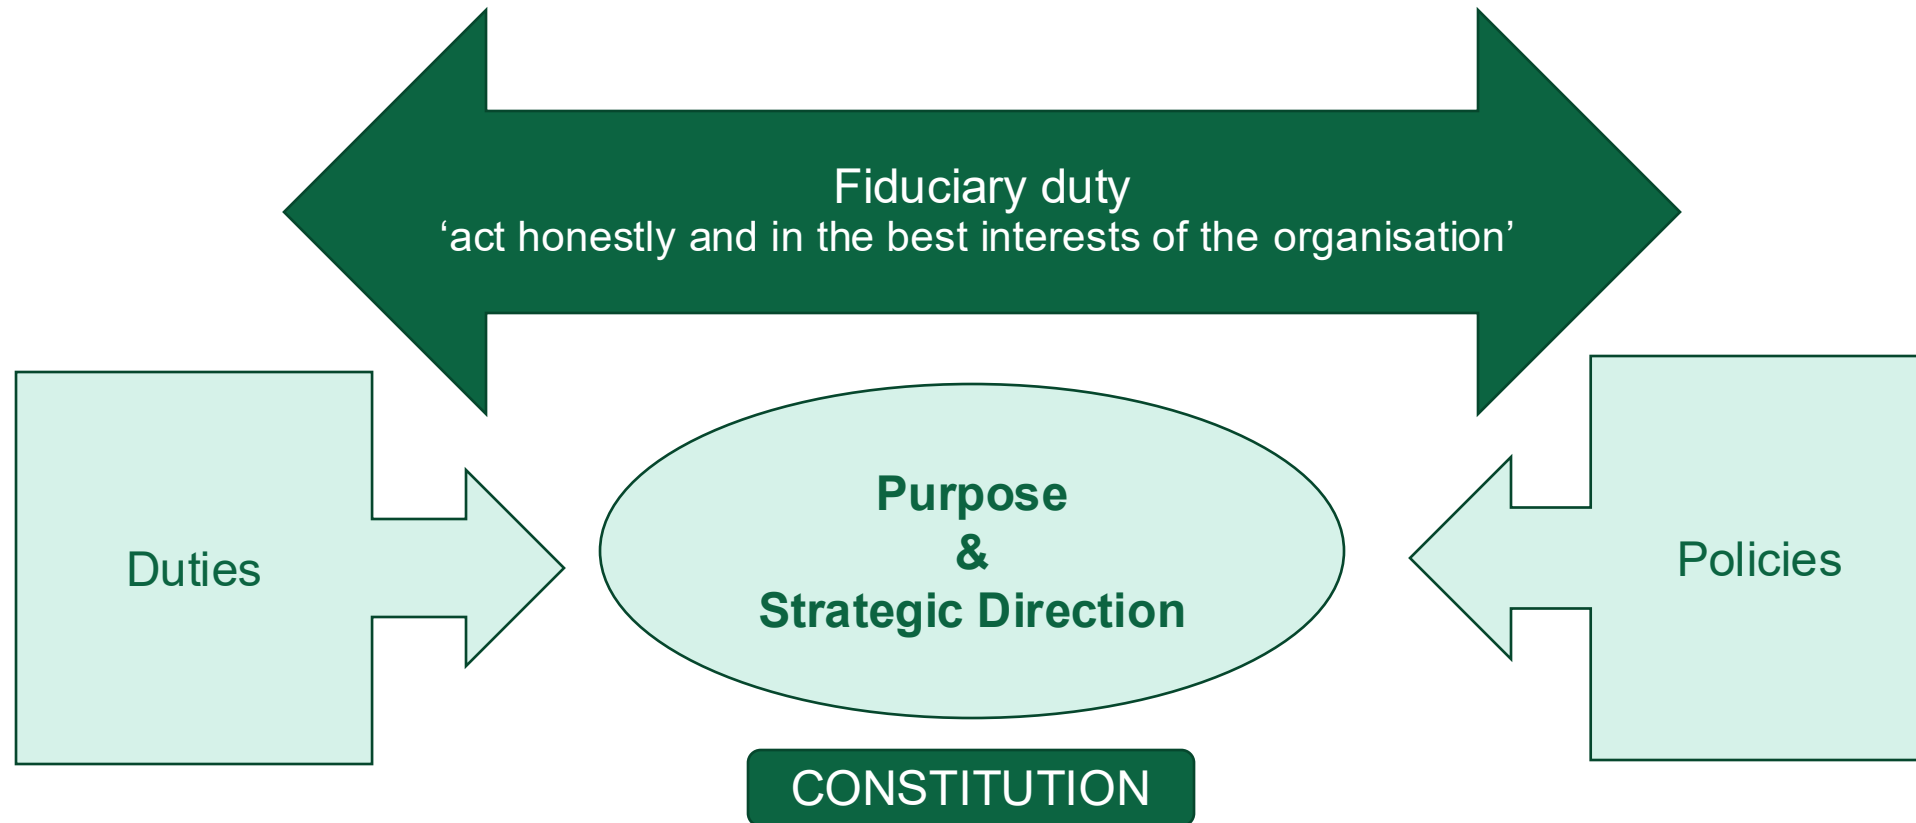 Fiduciary duty
‘act honestly and in the best interests of the organisation’
Purpose
&
Strategic Direction
Duties
Policies
CONSTITUTION